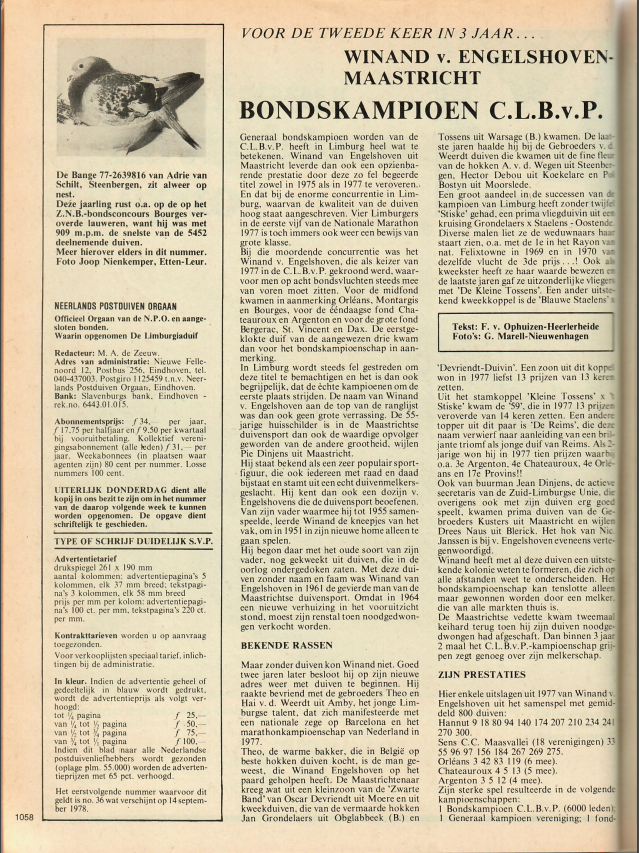 De Bange 77-2639816 van Adrie van
Schilt, Steenbergen, zit alweer op
nest.
Deze jaarling rust o.a. op de op het
Z.N.B.-bondsconcours Bourges ver-
overde lauweren, want hij was met
909 m.p.m. de snelste van de 5452
deelnemende duiven.
Meer hierover elders in dit nummer.
Foto Joop Nienkemper, Etten-Leur.
NEERLANDS POSTDUIVEN ORGAAN
Officieel Orgaan van de N.P.O. en aange-
sloten bonden.
Waarin opgenomen De Limburgiaduif
Redacteur: M. A. de Zeeuw.
Adres van administratie: Nieuwe Felle-
noord 12, Postbus 256, Eindhoven, tel.
040-437003. Postgiro 1125459 t.n.v. Neer-
lands Postduiven Orgaan, Eindhoven.
Bank: Slavenburgs bank, Eindhoven -
rek.no. 6443.01.015.
Abonnementsprijs: f 34,— per jaar,
f 17,75 per halfjaar en f 9,50 per kwartaal
bij vooruitbetaling. Kollektief vereni-
gingsabonnement (alle leden) f 31,— per
jaar. Weekabonnees (in plaatsen waar
agenten zijn) 80 cent per nummer. Losse
nummers 100 cent.
UITERLIJK DONDERDAG dient alle
kopij in ons bezit te zijn om in het nummer
van de daarop volgende week te kunnen
worden opgenomen. De opgave dient
schriftelijk te geschieden.
TYPE OF SCHRIJF DUIDELIJK S.V.P.
Advertentietarief
drukspiegel 261 x 190 mm
aantal kolommen: advertentiepagina's 5
kolommen, elk 37 mm breed; tekstpagi-
na's 3 kolommen, elk 58 mm breed
prijs per mm per kolom: advertentiepagi-
na's 100 ct. per mm, tekstpagina's 220 ct.
per mm.
Kontrakttarieven worden u op aanvraag
toegezonden.
Voor verkooplijsten speciaal tarief, inlich-
tingen bij de administratie.
In kleur. Indien de advertentie geheel of
gedeeltelijk in blauw wordt gedrukt,
wordt de advertentieprijs als volgt ver-
hoogd:
tot ¼ pagina f 25,—
van ¼ tot ½ pagina f 50,—
van ½ tot ¾ pagina f 75,—
van ¾ tot ¹⁄₁ pagina f 100,—
Indien dit blad naar alle Nederlandse
postduivenliefhebbers wordt gezonden
(oplage plm. 55.000) worden de adverten-
tieprijzen met 65 pct. verhoogd.
Het eerstvolgende nummer waarvoor dit
geldt is no. 36 wat verschijnt op 14 septem-
ber 1978.
1058
VOOR DE TWEEDE KEER IN 3 JAAR...
WINAND v. ENGELSHOVEN-
MAASTRICHT
BONDSKAMPIOEN C.L.B.v.P.
Generaal bondskampioen worden van de
C.L.B.v.P. heeft in Limburg heel wat te
betekenen. Winand van Engelshoven uit
Maastricht leverde dan ook een opzienba-
rende prestatie door deze zo fel begeerde
titel zowel in 1975 als in 1977 te veroveren.
En dat bij de enorme concurrentie in Lim-
burg, waarvan de kwaliteit van de duiven
hoog staat aangeschreven. Vier Limburgers
in de eerste vijf van de Nationale Marathon
1977 is toch immers ook weer een bewijs van
grote klasse.
Bij die moordende concurrentie was het
Winand v. Engelshoven, die als keizer van
1977 in de C.L.B.v.P. gekroond werd, waar-
voor men op acht bondsvluchten steeds mee
van voren moet zitten. Voor de midfond
kwamen in aanmerking Orléans, Montargis
en Bourges, voor de ééndaagse fond Cha-
teauroux en Argenton en voor de grote fond
Bergerac, St. Vincent en Dax. De eerstge-
klokte duif van de aangewezen drie kwam
dan voor het bondskampioenschap in aan-
merking.
In Limburg wordt steeds fel gestreden om
deze titel te bemachtigen en het is dan ook
begrijpelijk, dat de èchte kampioenen om de
eerste plaats strijden. De naam van Winand
v. Engelshoven aan de top van de ranglijst
was dan ook geen grote verrassing. De 55-
jarige huisschilder is in de Maastrichtse
duivensport dan ook de waardige opvolger
geworden van de andere grootheid, wijlen
Pie Dinjens uit Maastricht.
Hij staat bekend als een zeer populair sport-
figuur, die ook iedereen met raad en daad
bijstaat en stamt uit een echt duivenmelkers-
geslacht. Hij kent dan ook een dozijn v.
Engelshovens die de duivensport beoefenen.
Van zijn vader waarmee hij tot 1955 samen-
speelde, leerde Winand de kneepjes van het
vak, om in 1951 in zijn nieuwe home alleen te
gaan spelen.
Hij begon daar met het oude soort van zijn
vader, nog gekweekt uit duiven, die in de
oorlog ondergedoken zaten. Met deze dui-
ven zonder naam en faam was Winand van
Engelshoven in 1961 de gevierde man van de
Maastrichtse duivensport. Omdat in 1964
een nieuwe verhuizing in het vooruitzicht
stond, moest zijn renstal toen noodgedwon-
gen verkocht worden.
BEKENDE RASSEN
Maar zonder duiven kon Winand niet. Goed
twee jaren later besloot hij op zijn nieuwe
adres weer met duiven te beginnen. Hij
raakte bevriend met de gebroeders Theo en
Hai v. d. Weerdt uit Amby, het jonge Lim-
burgse talent, dat zich manifesteerde met
een nationale zege op Barcelona en het
marathonkampioenschap van Nederland in
1977.
Theo, de warme bakker, die in België op
beste hokken duiven kocht, is de man ge-
weest, die Winand Engelshoven op het
paard geholpen heeft. De Maastrichtenaar
kreeg wat uit een kleinzoon van de 'Zwarte
Band' van Oscar Devriendt uit Moere en uit
kweekduiven, die van de vermaarde hokken
Jan Grondelaers uit Obglabbeek (B.) en
Tossens uit Warsage (B.) kwamen. De laat-
ste jaren haalde hij bij de Gebroeders v. d.
Weerdt duiven die kwamen uit de fine fleur
van de hokken A. v. d. Wegen uit Steenber-
gen, Hector Debou uit Koekelare en
Bostyn uit Moorslede.
Een groot aandeel in de successen van de
kampioen van Limburg heeft zonder twijfel
'Stiske' gehad, een prima vliegduivin uit een
kruising Grondelaers x Staelens - Oostende.
Diverse malen liet ze de weduwnaars haar
staart zien, o.a. met de 1e in het Rayon van
nat. Felixtowne in 1969 en in 1970 van
dezelfde vlucht de 3de prijs...! Ook als
kweekster heeft ze haar waarde bewezen en
de laatste jaren gaf ze uitzonderlijke vliegers
met 'De Kleine Tossens'. Een ander uitste-
kend kweekkoppel is de 'Blauwe Staelens' x
Tekst: F. v. Ophuizen-Heerlerheide
Foto's: G. Marell-Nieuwenhagen
'Devriendt-Duivin'. Een zoon uit dit koppel
won in 1977 liefst 13 prijzen van 13 keren
zetten.
Uit het stamkoppel 'Kleine Tossens' x
Stiske' kwam de '59', die in 1977 13 prijzen
veroverde van 14 keren zetten. Een andere
topper uit dit paar is 'De Reims', die deze
naam verwierf naar aanleiding van een bril-
jante triomf als jonge duif van Reims. Als 2-
jarige won hij in 1977 tien prijzen waarbij
o.a. 3e Argenton, 4e Chateauroux, 4e Orlé-
ans en 17e Provins!!
Ook van buurman Jean Dinjens, de actieve
secretaris van de Zuid-Limburgse Unie, die
overigens ook met zijn duiven erg goed
speelt, kwamen prima duiven van de Ge-
broeders Kusters uit Maastricht en wijlen
Drees Naus uit Blerick. Het hok van Nic.
Janssen is bij v. Engelshoven eveneens verte-
genwoordigd.
Winand heeft met al deze duiven een uitste-
kende kolonie weten te formeren, die zich op
alle afstanden weet te onderscheiden. Het
bondskampioenschap kan tenslotte alleen
maar gewonnen worden door een melker,
die van alle markten thuis is.
De Maastrichtse vedette kwam tweemaal
keihard terug toen hij zijn duiven noodge-
dwongen had afgeschaft. Dan binnen 3 jaar
2 maal het C.L.B.v.P.-kampioenschap grij-
pen zegt genoeg over zijn melkerschap.
ZIJN PRESTATIES
Hier enkele uitslagen uit 1977 van Winand v.
Engelshoven uit het samenspel met gemid-
deld 800 duiven:
Hannut 9 18 80 94 140 174 207 210 234 241
270 300.
Sens C.C. Maasvallei (18 verenigingen) 33
55 96 97 156 184 267 269 275.
Orléans 3 42 83 119 (6 mee).
Chateauroux 4 5 13 (5 mee).
Argenton 3 5 12 (4 mee).
Zijn sterke spel resulteerde in de volgende
kampioenschappen:
1 Bondskampioen C.L.B.v.P. (6000 leden);
1 Generaal kampioen vereniging; 1 fond-